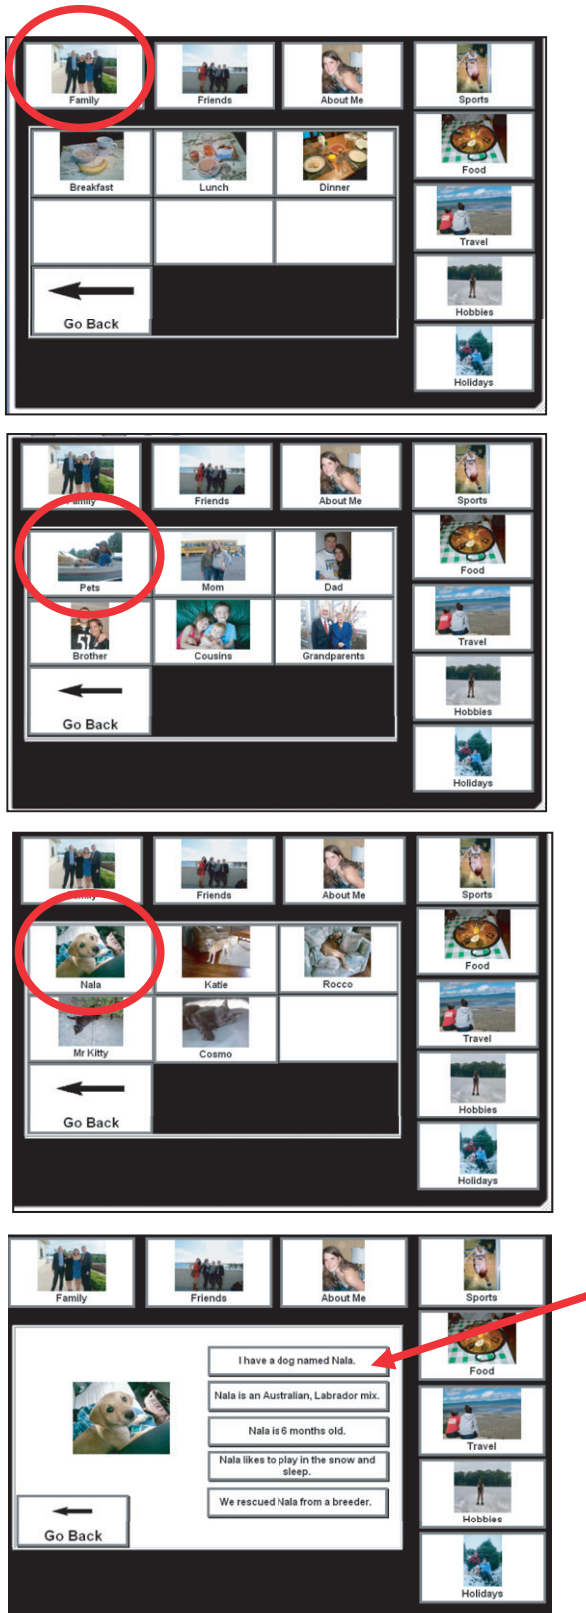 Family
Friends
About Me
Sports
Breakfast
Lunch
Dinner
Food
Travel
Go Back
Hobbies
Holidays
Family
Friends
About Me
Sports
Pets
Mom
Dad
Food
Brother
Cousins
Grandparents
Travel
Go Back
Hobbies
Holidays
Family
Friends
About Me
Sports
Nala
Katie
Rocco
Food
Mr Kitty
Cosmo
Travel
Go Back
Hobbies
Holidays
Family
Friends
About Me
Sports
I have a dog named Nala.
Food
Nala is an Australian, Labrador mix.
Nala is 6 months old.
Travel
Nala likes to play in the snow and
sleep.
We rescued Nala from a breeder.
Go Back
Hobbies
Holidays